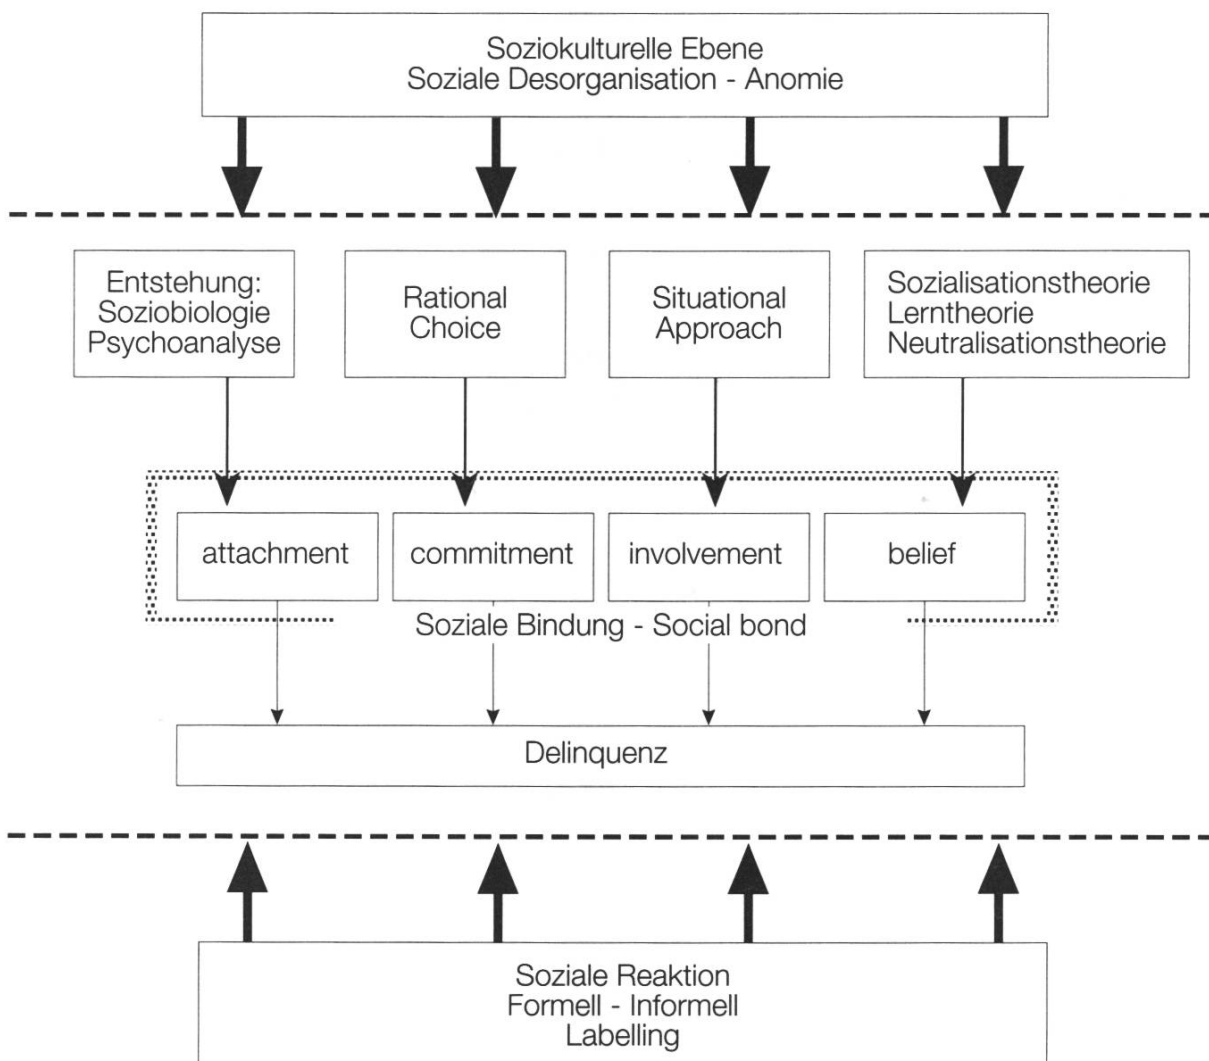 Soziokulturelle Ebene
Soziale Desorganisation - Anomie
Entstehung:
Soziobiologie
Psychoanalyse
Rational
Choice
Situational
Approach
Sozialisationstheorie
Lerntheorie
Neutralisationstheorie
attachment
commitment
involvement
belief
Soziale Bindung - Social bond
Delinquenz
Soziale Reaktion
Formell - Informell
Labelling